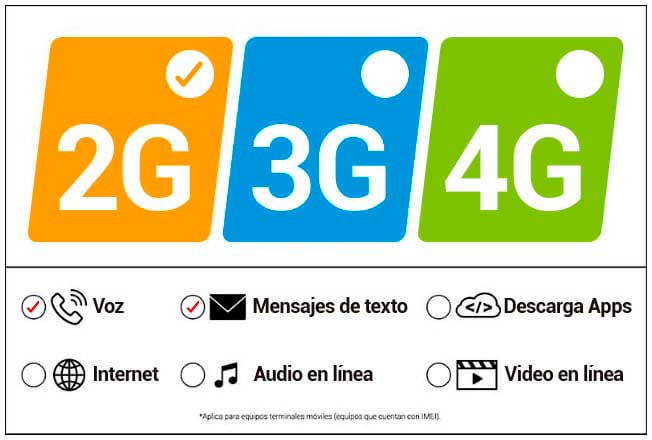 2G 3G 4G
Voz Mensajes de texto </> Descarga Apps
Internet Audio en línea Video en línea
*Aplica para equipos terminales móviles (equipos que cuentan con IMEI).